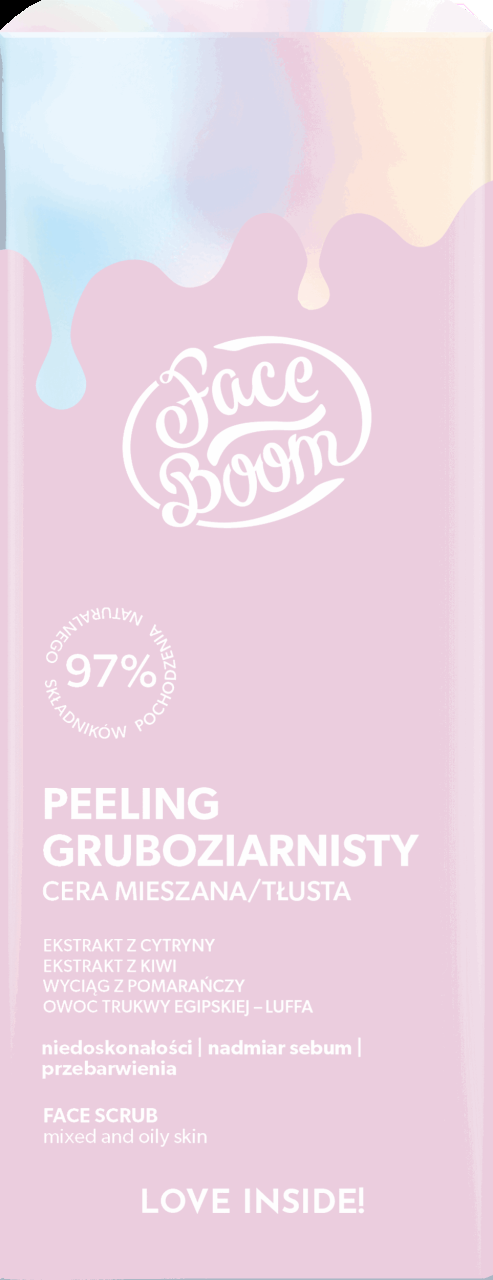 Face
Boom
97%
SKŁADNIKÓW POCHODZENIA NATURALNEGO
PEELING
GRUBOZIARNISTY
CERA MIESZANA/TŁUSTA
EKSTRAKT Z CYTRYNY
EKSTRAKT Z KIWI
WYCIĄG Z POMARAŃCZY
OWOC TRUKWY EGIPSKIEJ – LUFFA
niedoskonałości | nadmiar sebum |
przebarwienia
FACE SCRUB
mixed and oily skin
LOVE INSIDE!